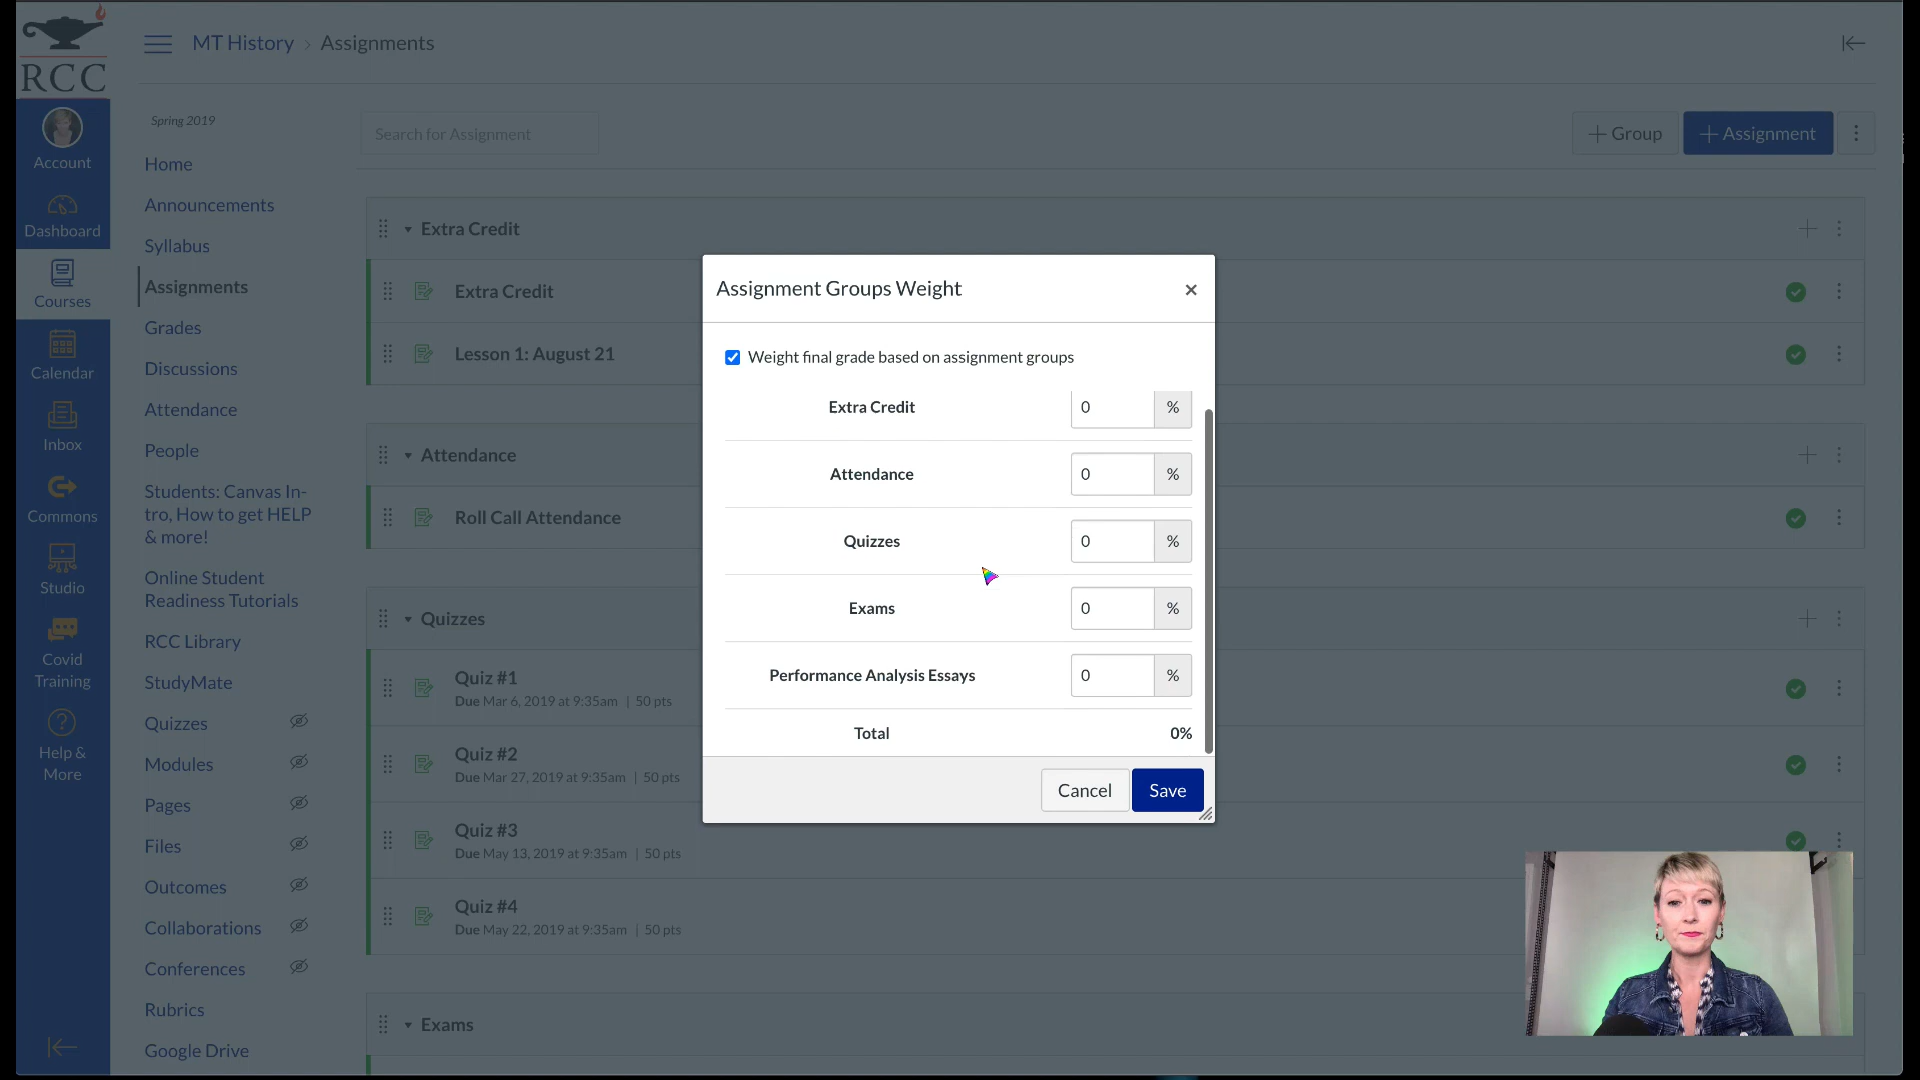 RCC
Account
Dashboard
Courses
Calendar
Inbox
Commons
Studio
Covid
Training
Help &
More
MT History › Assignments
Spring 2019
Home
Announcements
Syllabus
Assignments
Grades
Discussions
Attendance
People
Students: Canvas In-
tro, How to get HELP
& more!
Online Student
Readiness Tutorials
RCC Library
StudyMate
Quizzes
Modules
Pages
Files
Outcomes
Collaborations
Conferences
Rubrics
Google Drive
Search for Assignment
+ Group
+ Assignment
Extra Credit
Extra Credit
Lesson 1: August 21
Attendance
Roll Call Attendance
Quizzes
Quiz #1
Due Mar 6, 2019 at 9:35am | 50 pts
Quiz #2
Due Mar 27, 2019 at 9:35am | 50 pts
Quiz #3
Due May 13, 2019 at 9:35am | 50 pts
Quiz #4
Due May 22, 2019 at 9:35am | 50 pts
Exams
Assignment Groups Weight ×
Weight final grade based on assignment groups
Extra Credit 0 %
Attendance 0 %
Quizzes 0 %
Exams 0 %
Performance Analysis Essays 0 %
Total 0%
Cancel Save